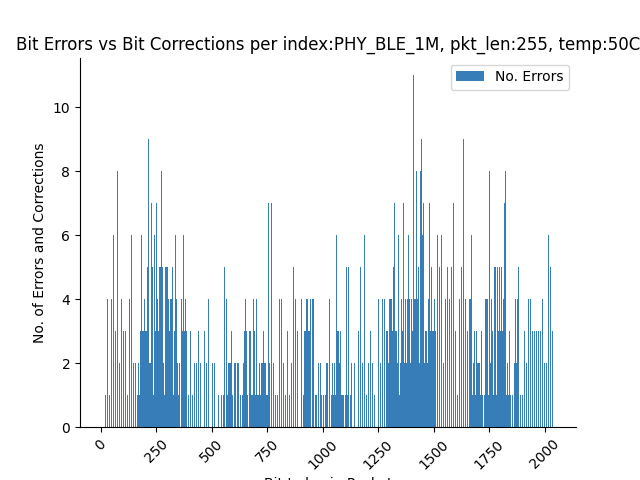 Bit Errors vs Bit Corrections per index:PHY_BLE_1M, pkt_len:255, temp:50C
No. Errors
No. of Errors and Corrections
10
8
6
4
2
0
0 250 500 750 1000 1250 1500 1750 2000